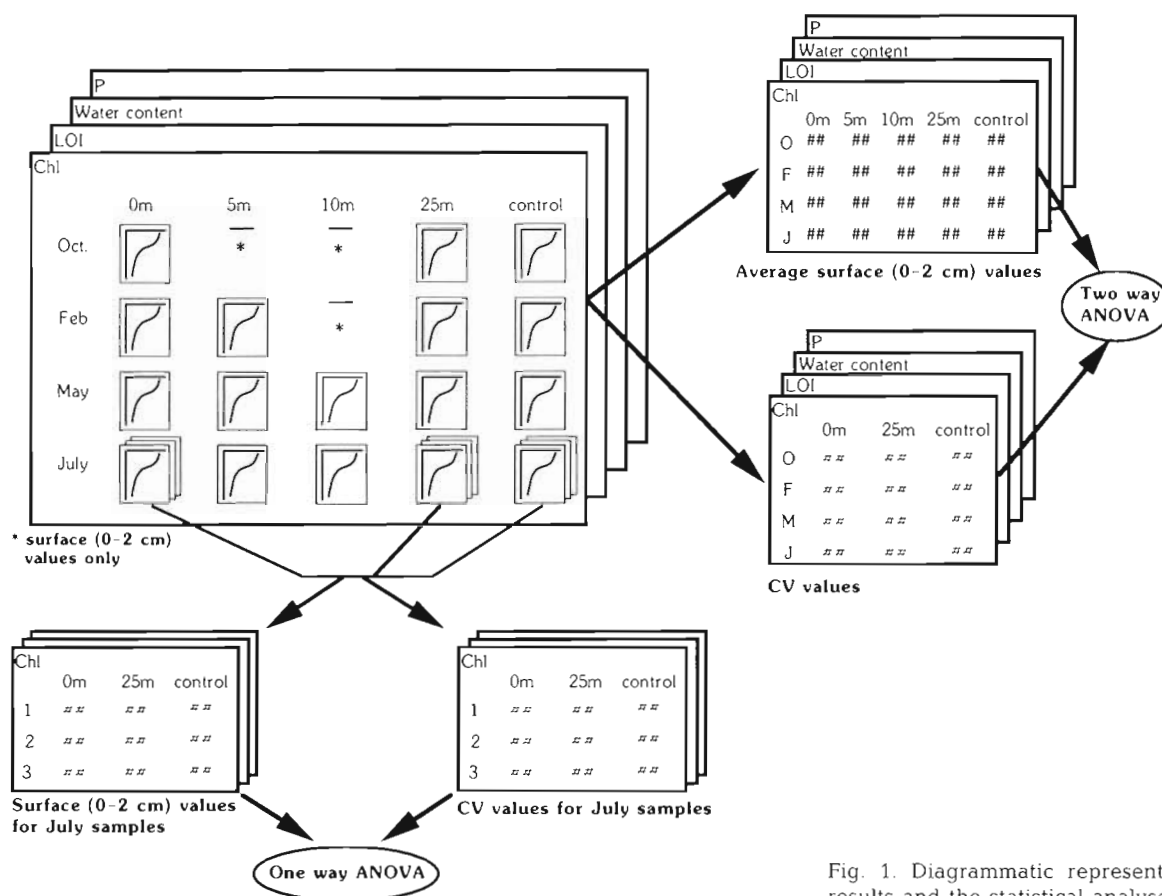 P
Water content
LOI
Chl
0m 5m 10m 25m control
Oct. * *
Feb *
May
July
* surface (0-2 cm)
values only
P
Water content
LOI
Chl
0m 5m 10m 25m control
O ## ## ## ## ##
F ## ## ## ## ##
M ## ## ## ## ##
J ## ## ## ## ##
Average surface (0-2 cm) values
Two way
ANOVA
P
Water content
LOI
Chl
0m 25m control
O ## ## ##
F ## ## ##
M ## ## ##
J ## ## ##
CV values
Chl
0m 25m control
1 ## ## ##
2 ## ## ##
3 ## ## ##
Surface (0-2 cm) values
for July samples
Chl
0m 25m control
1 ## ## ##
2 ## ## ##
3 ## ## ##
CV values for July samples
One way ANOVA
Fig. 1. Diagrammatic represent
results and the statistical analyse